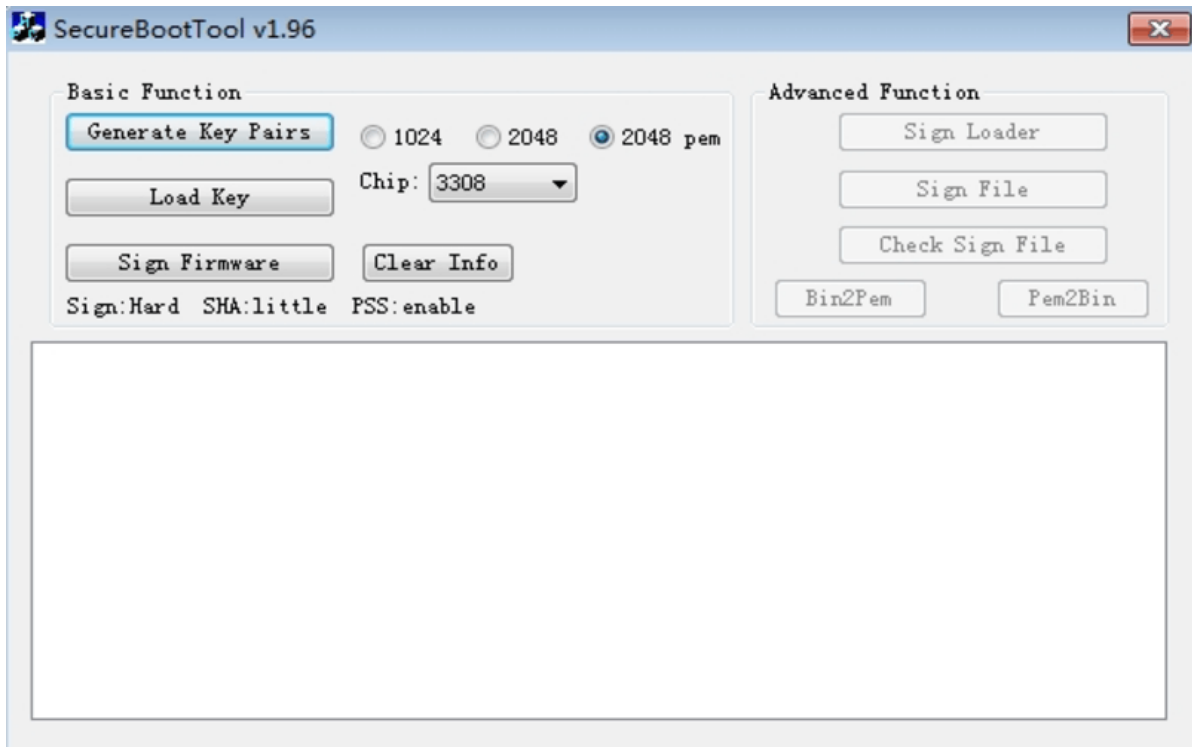 SecureBootTool v1.96
Basic Function
Generate Key Pairs
1024 2048 2048 pem
Load Key
Chip: 3308
Sign Firmware
Clear Info
Sign:Hard SHA:little PSS:enable
Advanced Function
Sign Loader
Sign File
Check Sign File
Bin2Pem Pem2Bin